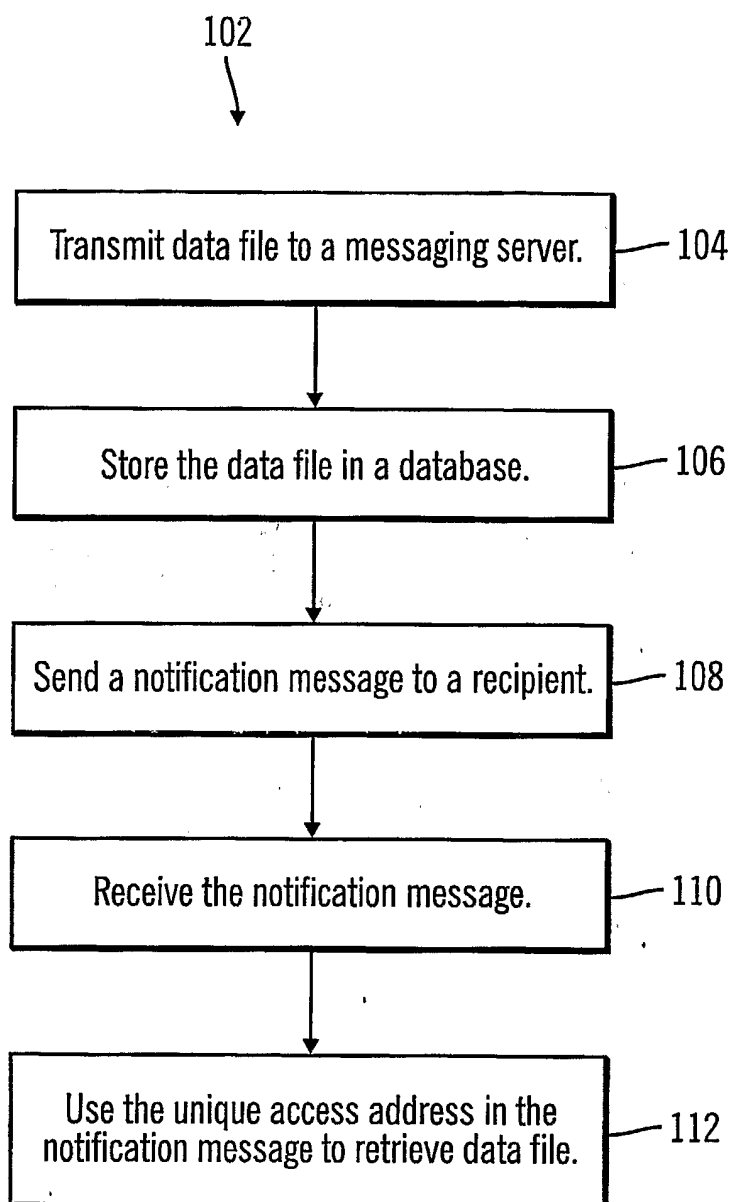 102
Transmit data file to a messaging server.
104
Store the data file in a database.
106
Send a notification message to a recipient.
108
Receive the notification message.
110
Use the unique access address in the
notification message to retrieve data file.
112